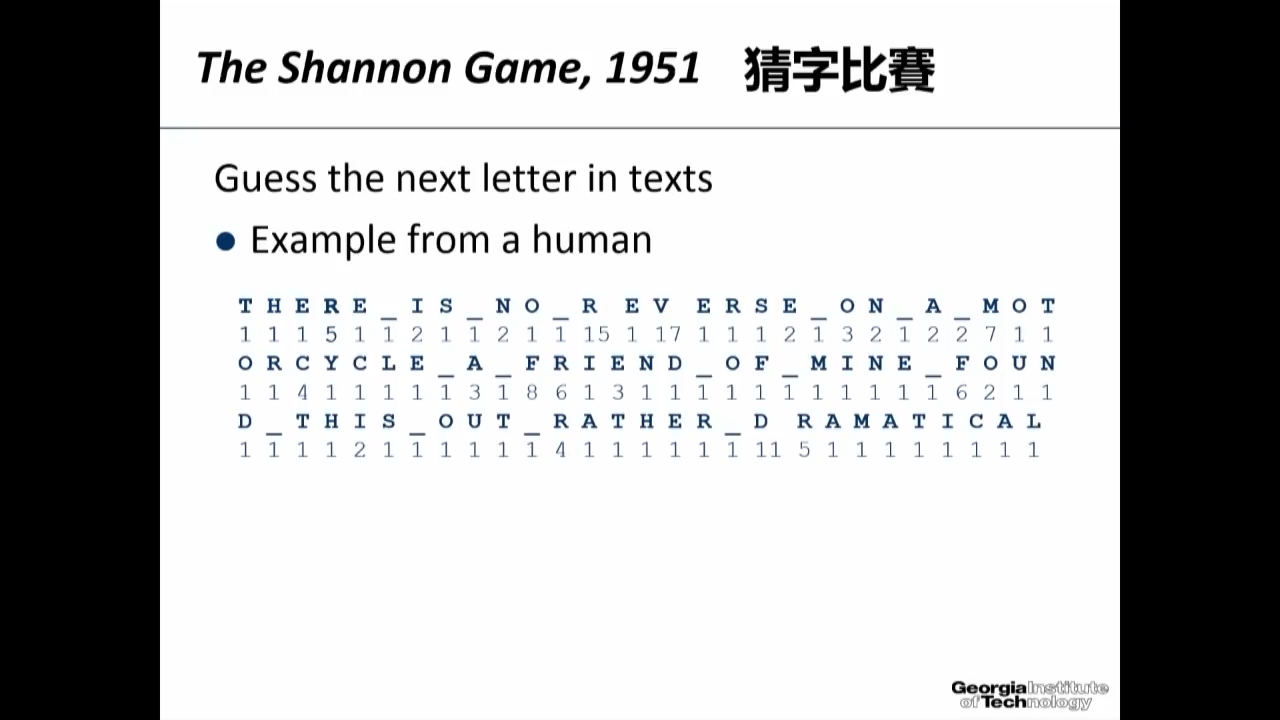 The Shannon Game, 1951 猜字比賽
Guess the next letter in texts
● Example from a human
T H E R E _ I S _ N O _ R E V E R S E _ O N _ A _ M O T
1 1 1 5 1 1 2 1 1 2 1 1 15 1 17 1 1 1 2 1 3 2 1 2 2 7 1 1
O R C Y C L E _ A _ F R I E N D _ O F _ M I N E _ F O U N
1 1 4 1 1 1 1 1 3 1 8 6 1 3 1 1 1 1 1 1 1 1 1 1 1 6 2 1 1
D _ T H I S _ O U T _ R A T H E R _ D R A M A T I C A L
1 1 1 1 2 1 1 1 1 1 1 4 1 1 1 1 1 1 11 5 1 1 1 1 1 1 1 1
Georgia Institute
of Technology